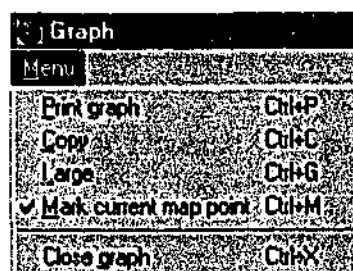 Graph
Menu
Print graph Ctrl+P
Copy Ctrl+C
Large Ctrl+G
✓ Mark current map point Ctrl+M
Close graph Ctrl+X